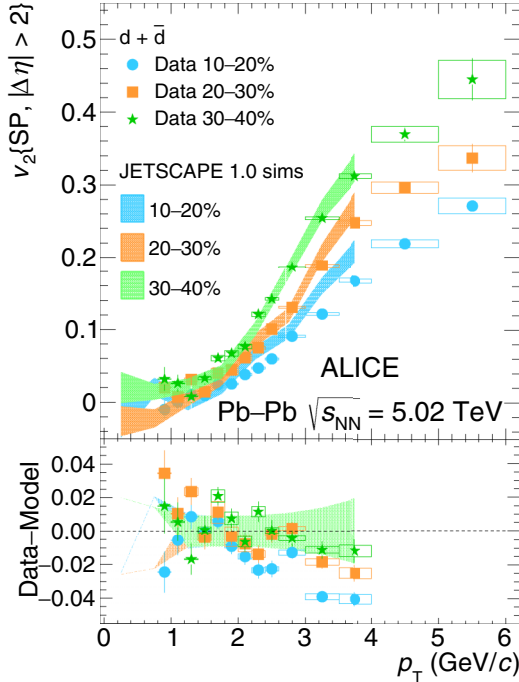 v₂{SP, |Δη| > 2}
0.5
0.4
0.3
0.2
0.1
0
d + d̅
Data 10–20%
Data 20–30%
Data 30–40%
JETSCAPE 1.0 sims
10–20%
20–30%
30–40%
ALICE
Pb–Pb √s_NN = 5.02 TeV
Data–Model
0.04
0.02
0.00
−0.02
−0.04
0 1 2 3 4 5 6
p_T (GeV/c)